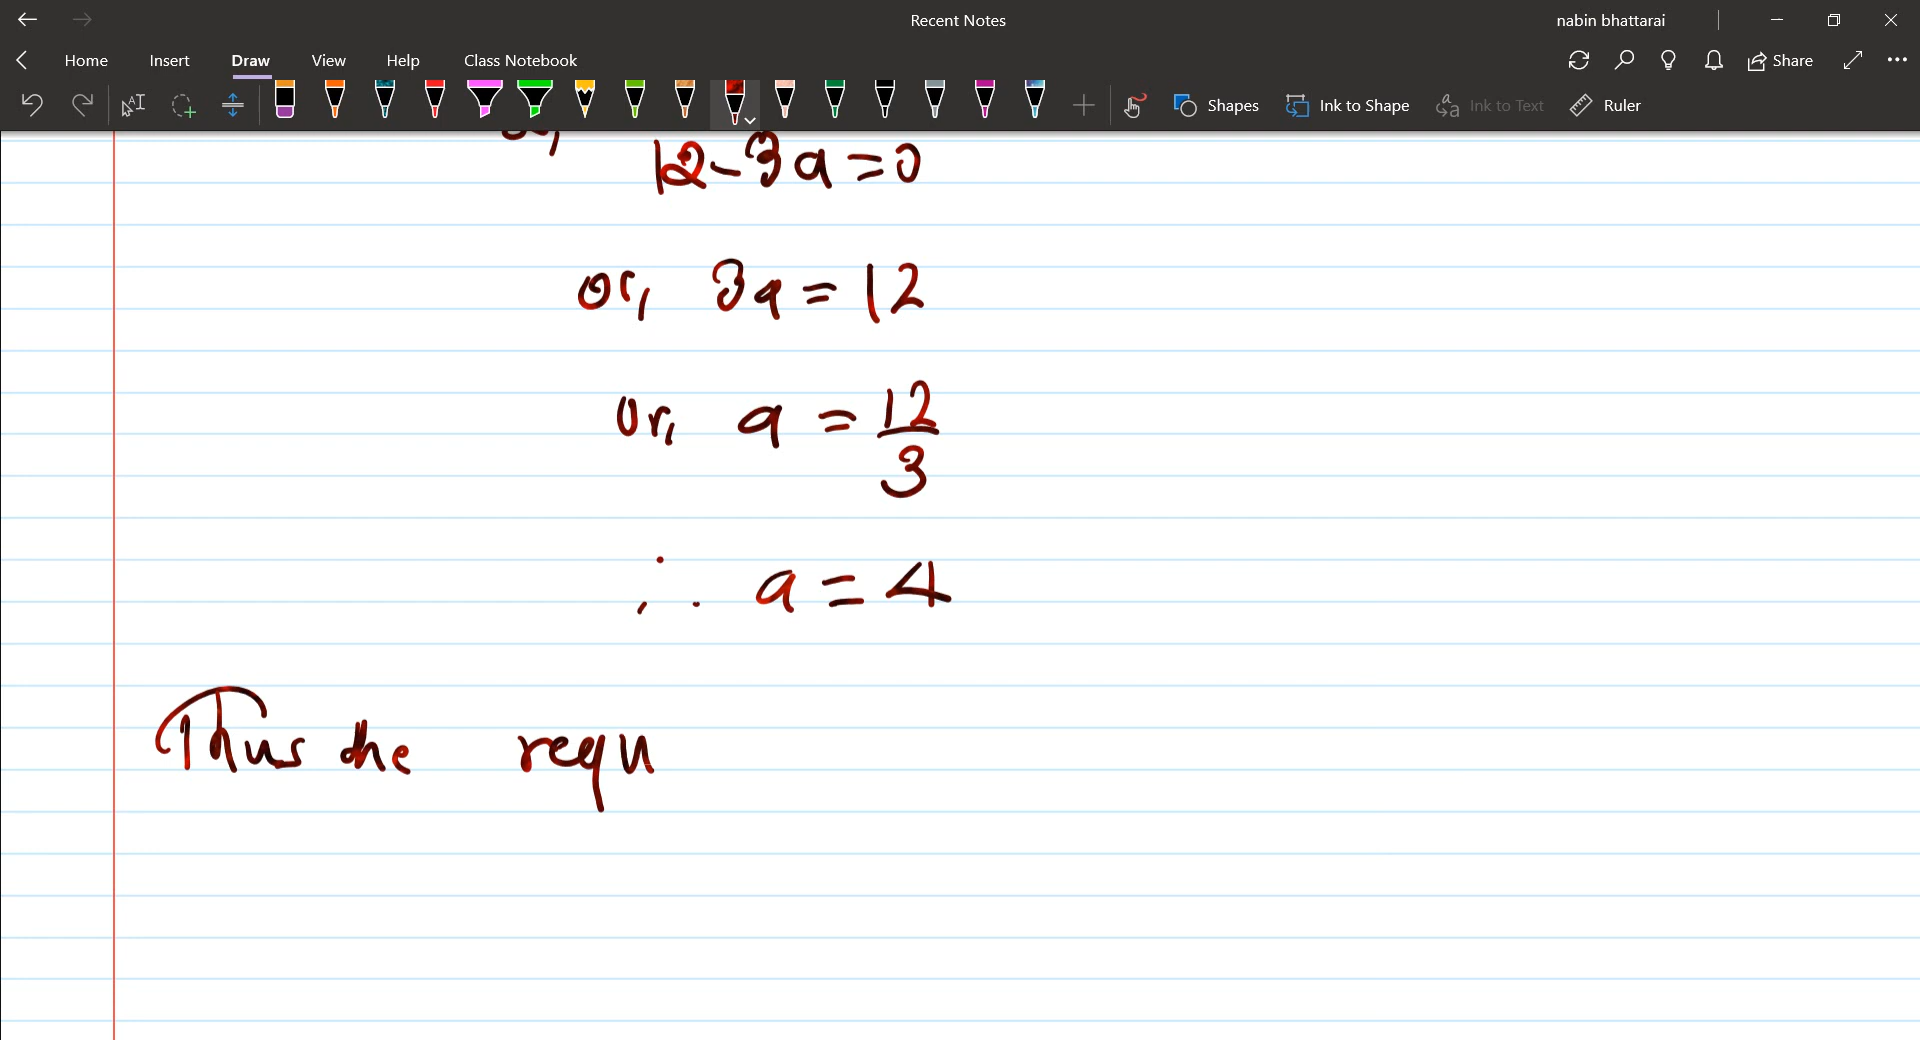 Recent Notes
nabin bhattarai
Home Insert Draw View Help Class Notebook
Share
Shapes Ink to Shape Ink to Text Ruler
12-3a=0
or, 3a=12
or, a = 12/3
∴ a = 4
Thus the requ